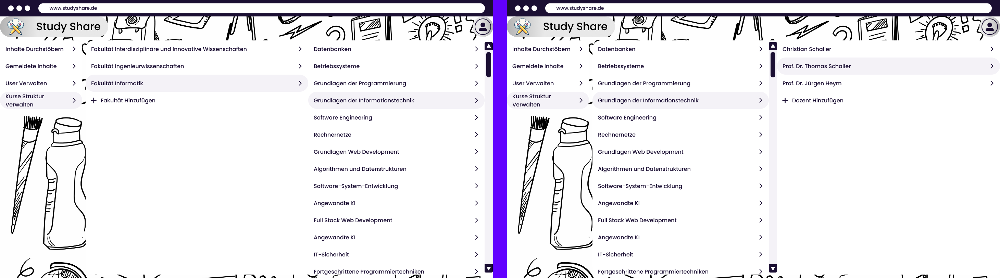 www.studyshare.de
Study Share
Inhalte Durchstöbern
Gemeldete Inhalte
User Verwalten
Kurse Struktur
Verwalten
Fakultät Interdisziplinäre und Innovative Wissenschaften
Fakultät Ingenieurwissenschaften
Fakultät Informatik
Fakultät Hinzufügen
Datenbanken
Betriebssysteme
Grundlagen der Programmierung
Grundlagen der Informationstechnik
Software Engineering
Rechnernetze
Grundlagen Web Development
Algorithmen und Datenstrukturen
Software-System-Entwicklung
Angewandte KI
Full Stack Web Development
Angewandte KI
IT-Sicherheit
Fortgeschrittene Programmiertechniken
www.studyshare.de
Study Share
Inhalte Durchstöbern
Gemeldete Inhalte
User Verwalten
Kurse Struktur
Verwalten
Datenbanken
Betriebssysteme
Grundlagen der Programmierung
Grundlagen der Informationstechnik
Software Engineering
Rechnernetze
Grundlagen Web Development
Algorithmen und Datenstrukturen
Software-System-Entwicklung
Angewandte KI
Full Stack Web Development
Angewandte KI
IT-Sicherheit
Fortgeschrittene Programmiertechniken
Christian Schaller
Prof. Dr. Thomas Schaller
Prof. Dr. Jürgen Heym
Dozent Hinzufügen